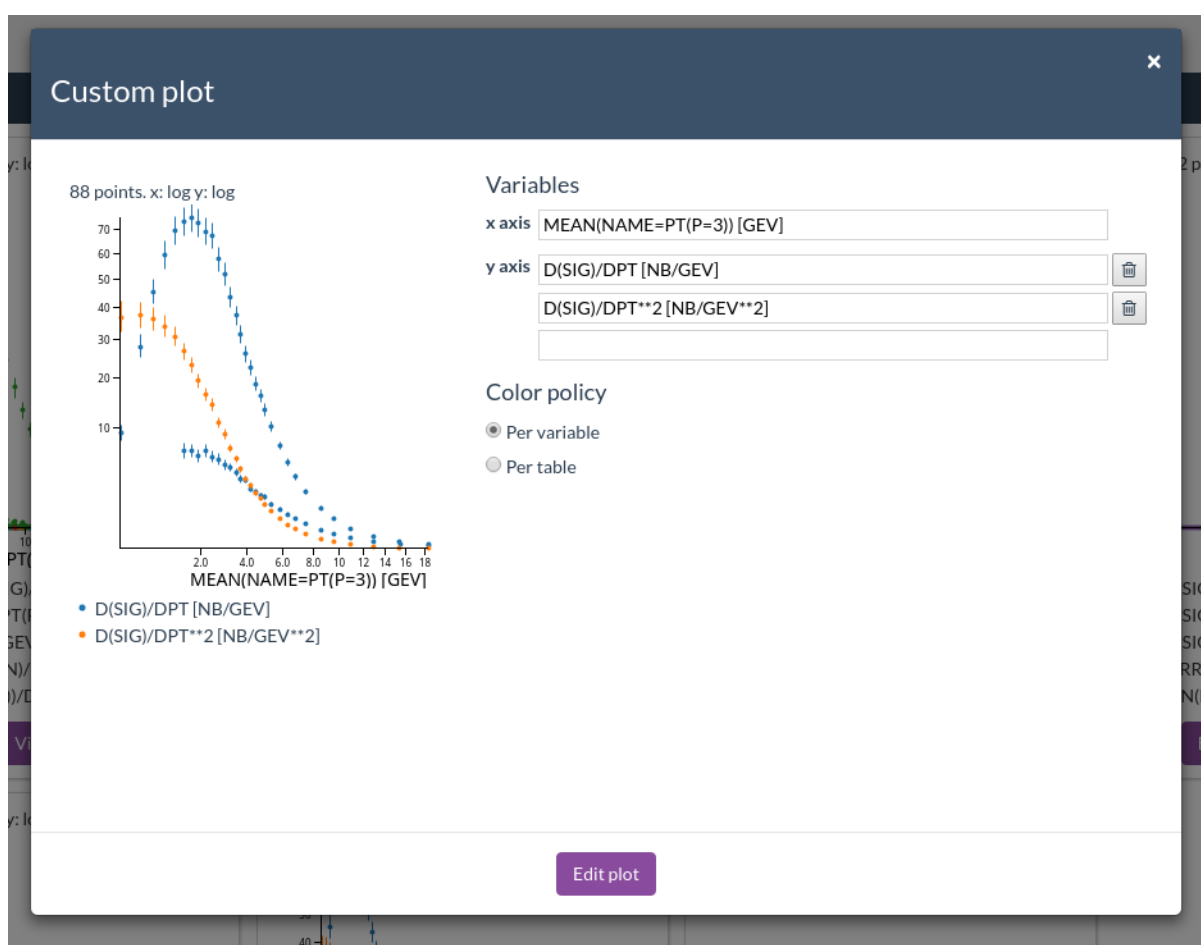 ×
Custom plot
88 points. x: log y: log
70
60
50
40
30
20
10
2.0 4.0 6.0 8.0 10 12 14 16 18
MEAN(NAME=PT(P=3)) [GEV]
D(SIG)/DPT [NB/GEV]
D(SIG)/DPT**2 [NB/GEV**2]
Variables
x axis MEAN(NAME=PT(P=3)) [GEV]
y axis D(SIG)/DPT [NB/GEV]
D(SIG)/DPT**2 [NB/GEV**2]
Color policy
Per variable
Per table
Edit plot
40